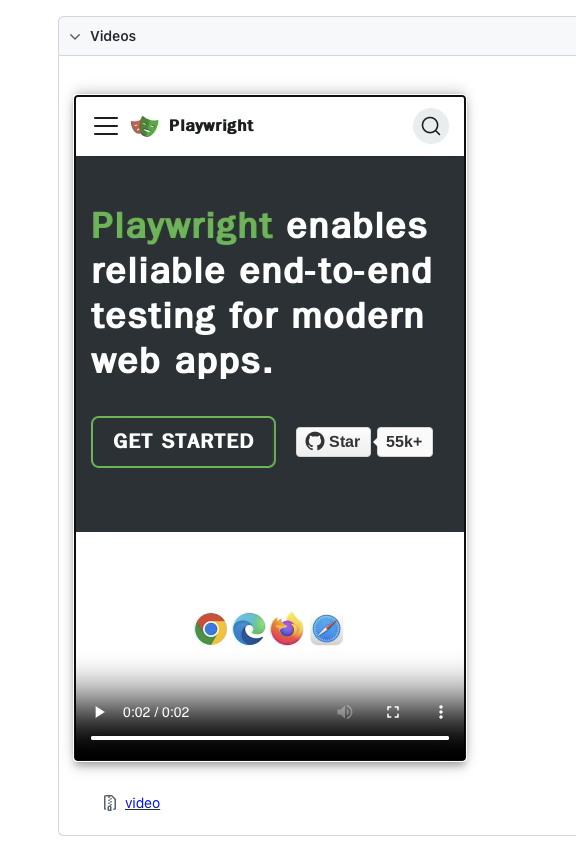 Videos
Playwright
Playwright enables
reliable end-to-end
testing for modern
web apps.
GET STARTED
Star
55k+
0:02 / 0:02
video